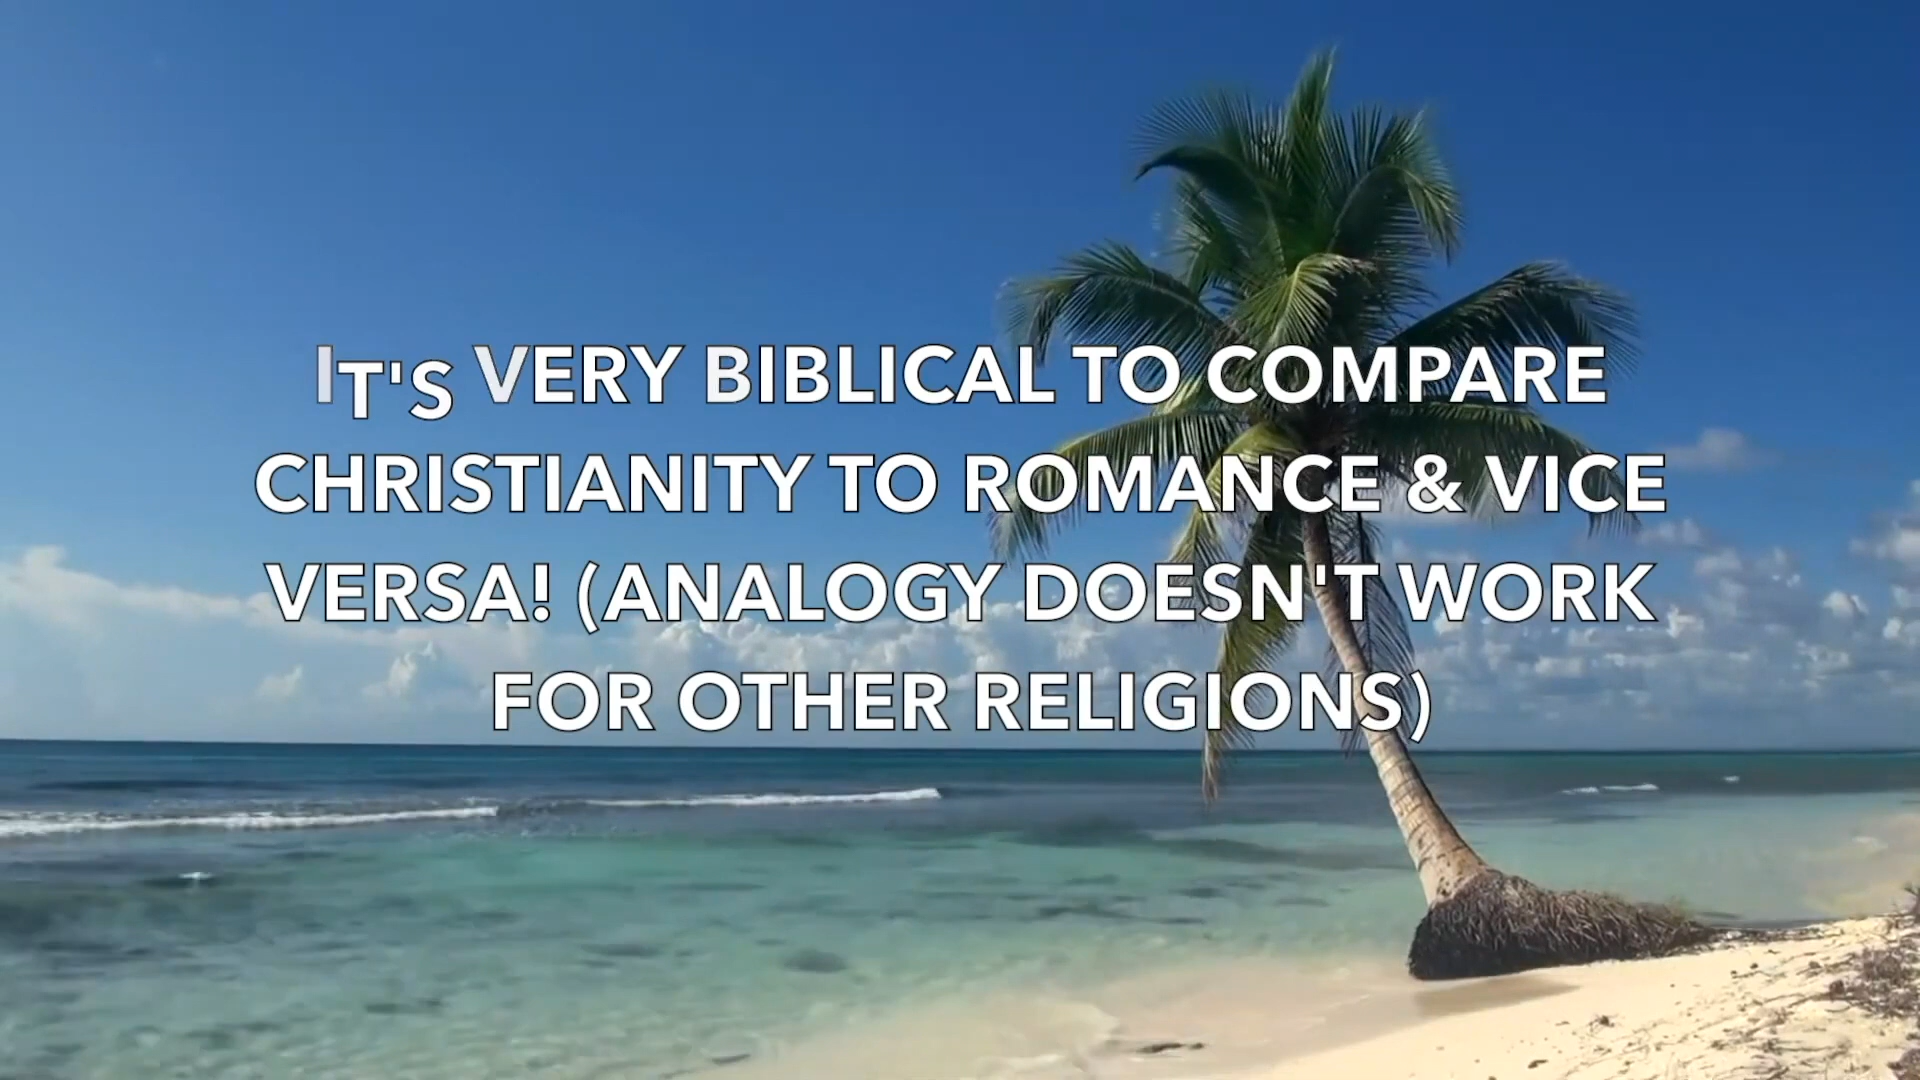 IT'S VERY BIBLICAL TO COMPARE
CHRISTIANITY TO ROMANCE & VICE
VERSA! (ANALOGY DOESN'T WORK
FOR OTHER RELIGIONS)